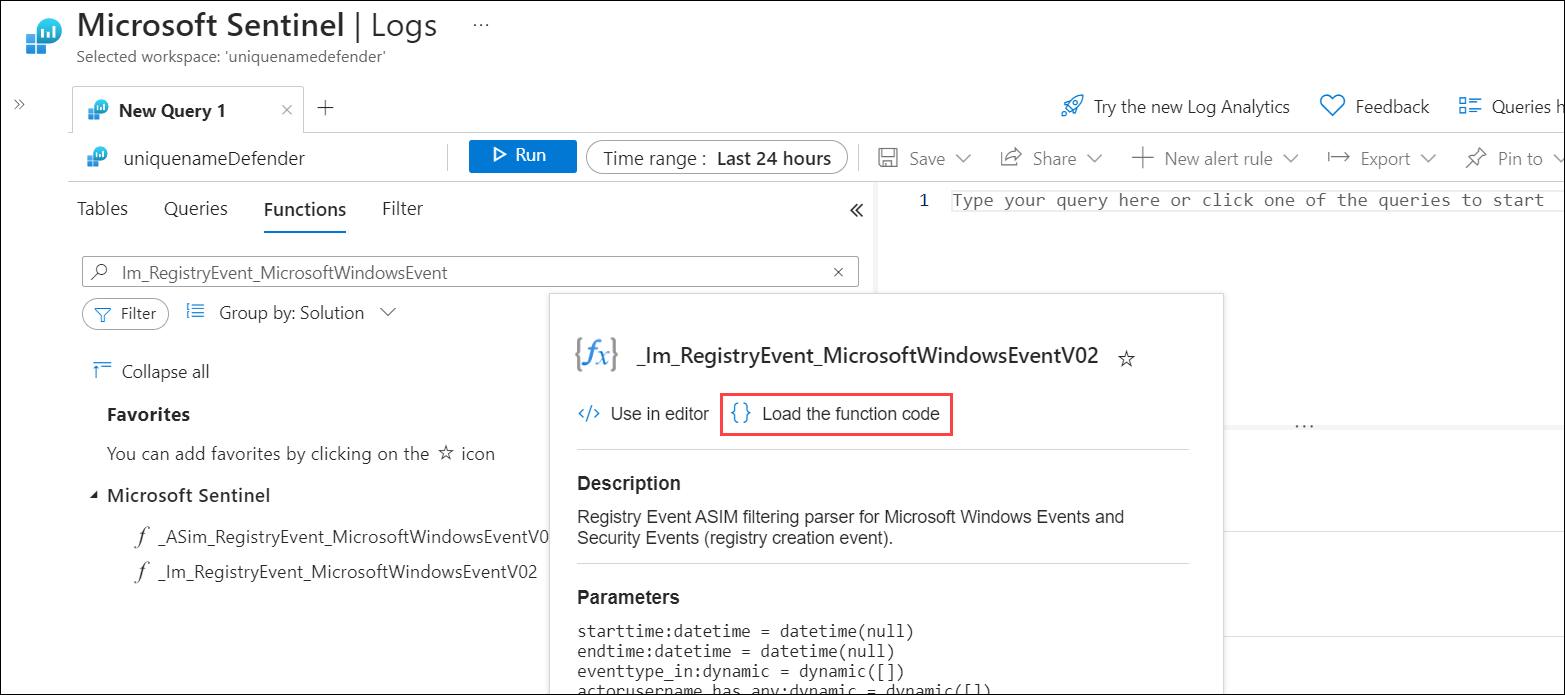 Microsoft Sentinel | Logs ...
Selected workspace: 'uniquenamedefender'
New Query 1
Try the new Log Analytics
Feedback
Queries h
uniquenameDefender
Run
Time range : Last 24 hours
Save
Share
New alert rule
Export
Pin to
Tables
Queries
Functions
Filter
1 Type your query here or click one of the queries to start
Im_RegistryEvent_MicrosoftWindowsEvent
Filter
Group by: Solution
Collapse all
Favorites
You can add favorites by clicking on the ☆ icon
Microsoft Sentinel
f _ASim_RegistryEvent_MicrosoftWindowsEventV0
f _Im_RegistryEvent_MicrosoftWindowsEventV02
{fx} _Im_RegistryEvent_MicrosoftWindowsEventV02 ☆
</> Use in editor
{} Load the function code
Description
Registry Event ASIM filtering parser for Microsoft Windows Events and
Security Events (registry creation event).
Parameters
starttime:datetime = datetime(null)
endtime:datetime = datetime(null)
eventtype_in:dynamic = dynamic([])
actorusername_has_any:dynamic = dynamic([])